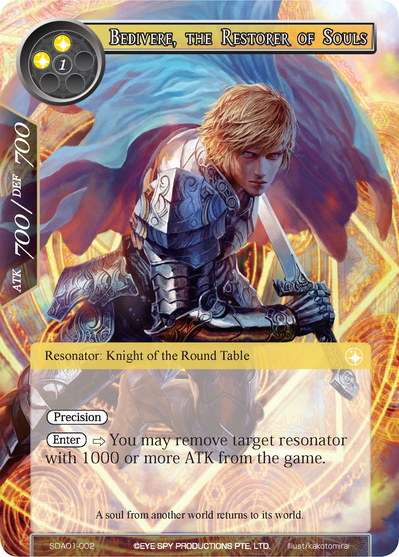 Bedivere, the Restorer of Souls
1
ATK 700/DEF 700
Resonator: Knight of the Round Table
Precision
Enter ⇨ You may remove target resonator
with 1000 or more ATK from the game.
A soul from another world returns to its world.
SDAO1-002 ©EYE SPY PRODUCTIONS PTE. LTD. Illust/kakotomirai